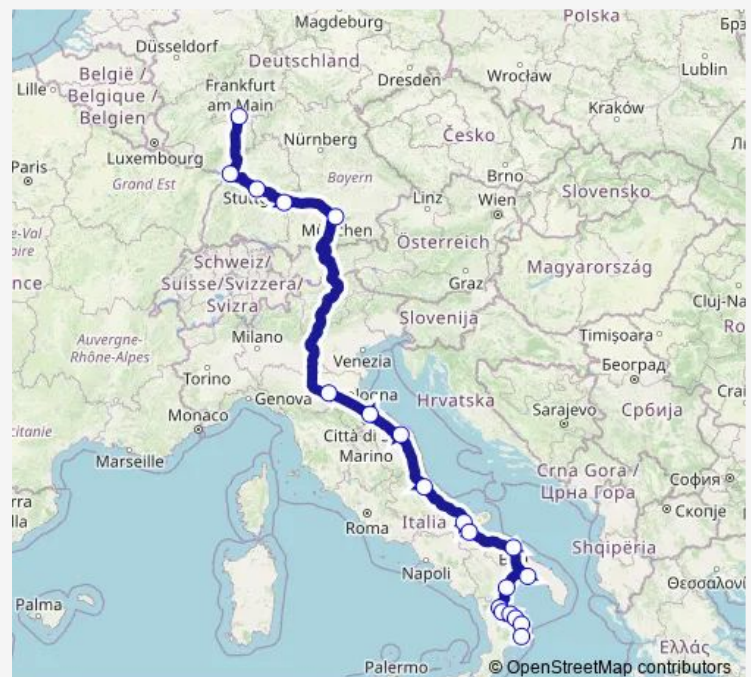 Magdeburg
Polska
Düsseldorf
Deutschland
Lille
België /
Belgique /
Belgien
Frankfurt
am Main
Dresden
Wrocław
Lublin
Kraków
Luxembourg
Nürnberg
Česko
Paris
Grand Est
Bayern
Brno
Slovensko
Linz
Wien
Österreich
Schweiz/
Suisse/Svizzera/
Svizra
Magyarország
Graz
Cluj-Na
Slovenija
Auvergne-
Rhône-Alpes
Milano
Timișoara
Venezia
Београд
Torino
Genova
Hrvatska
Monaco
Sarajevo
Србија
Marino
Marseille
Crna Gora /
Црна Гора
София
Скопје
Roma
Italia
Shqipëria
Napoli
Palma
Ελλάς
Palermo
© OpenStreetMap contributors